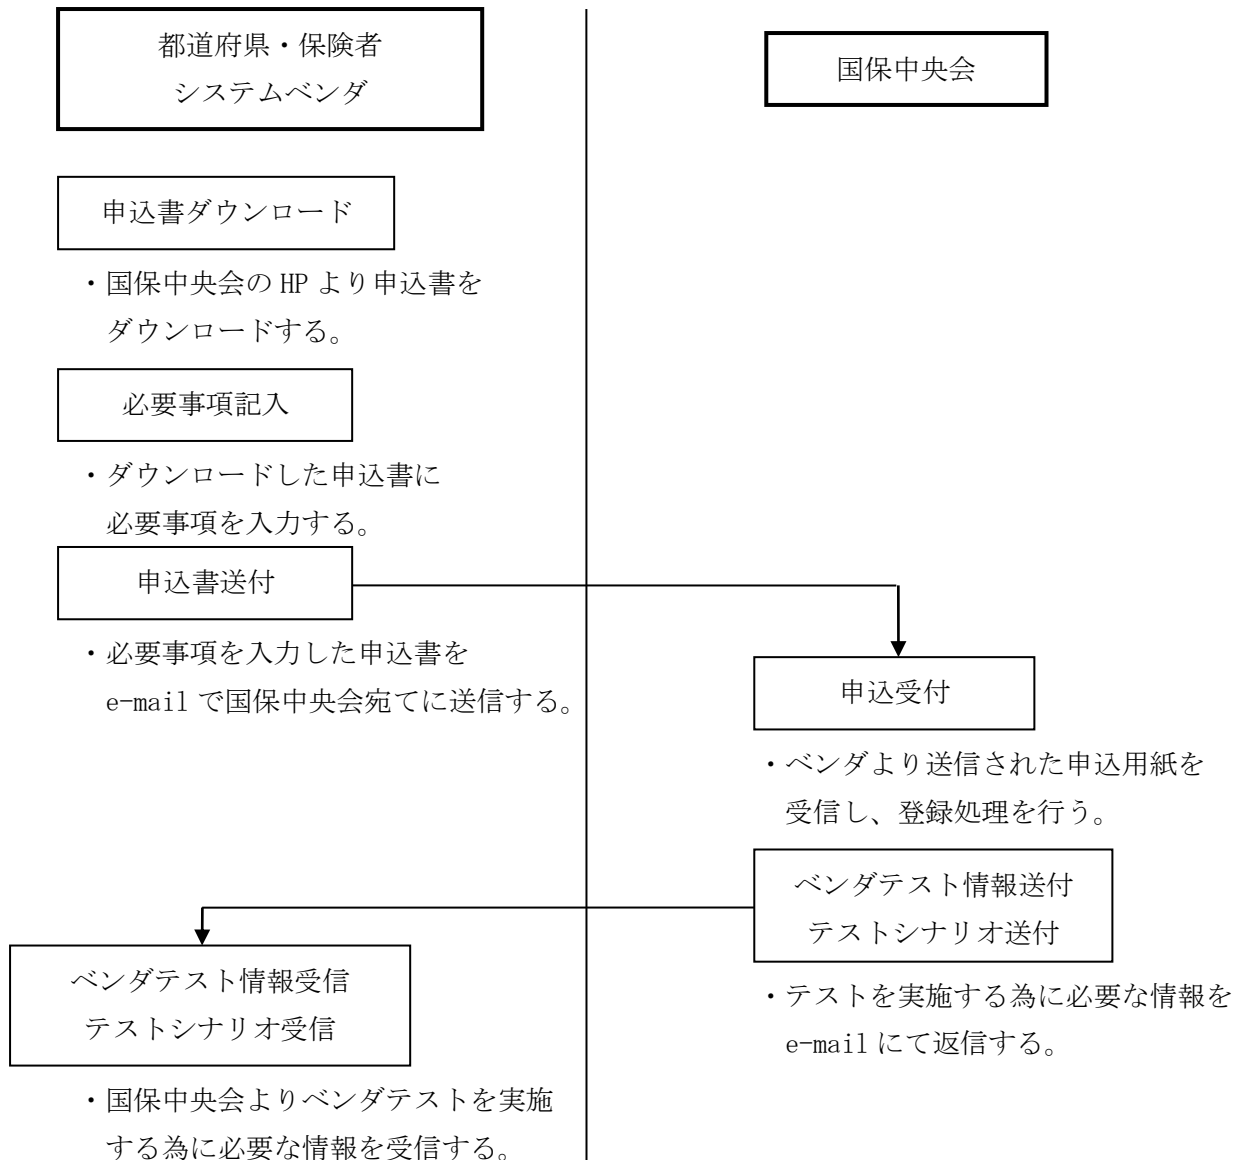 都道府県・保険者
システムベンダ
国保中央会
申込書ダウンロード
・国保中央会の HP より申込書を
ダウンロードする。
必要事項記入
・ダウンロードした申込書に
必要事項を入力する。
申込書送付
・必要事項を入力した申込書を
e-mail で国保中央会宛てに送信する。
申込受付
・ベンダより送信された申込用紙を
受信し、登録処理を行う。
ベンダテスト情報送付
テストシナリオ送付
・テストを実施する為に必要な情報を
e-mail にて返信する。
ベンダテスト情報受信
テストシナリオ受信
・国保中央会よりベンダテストを実施
する為に必要な情報を受信する。